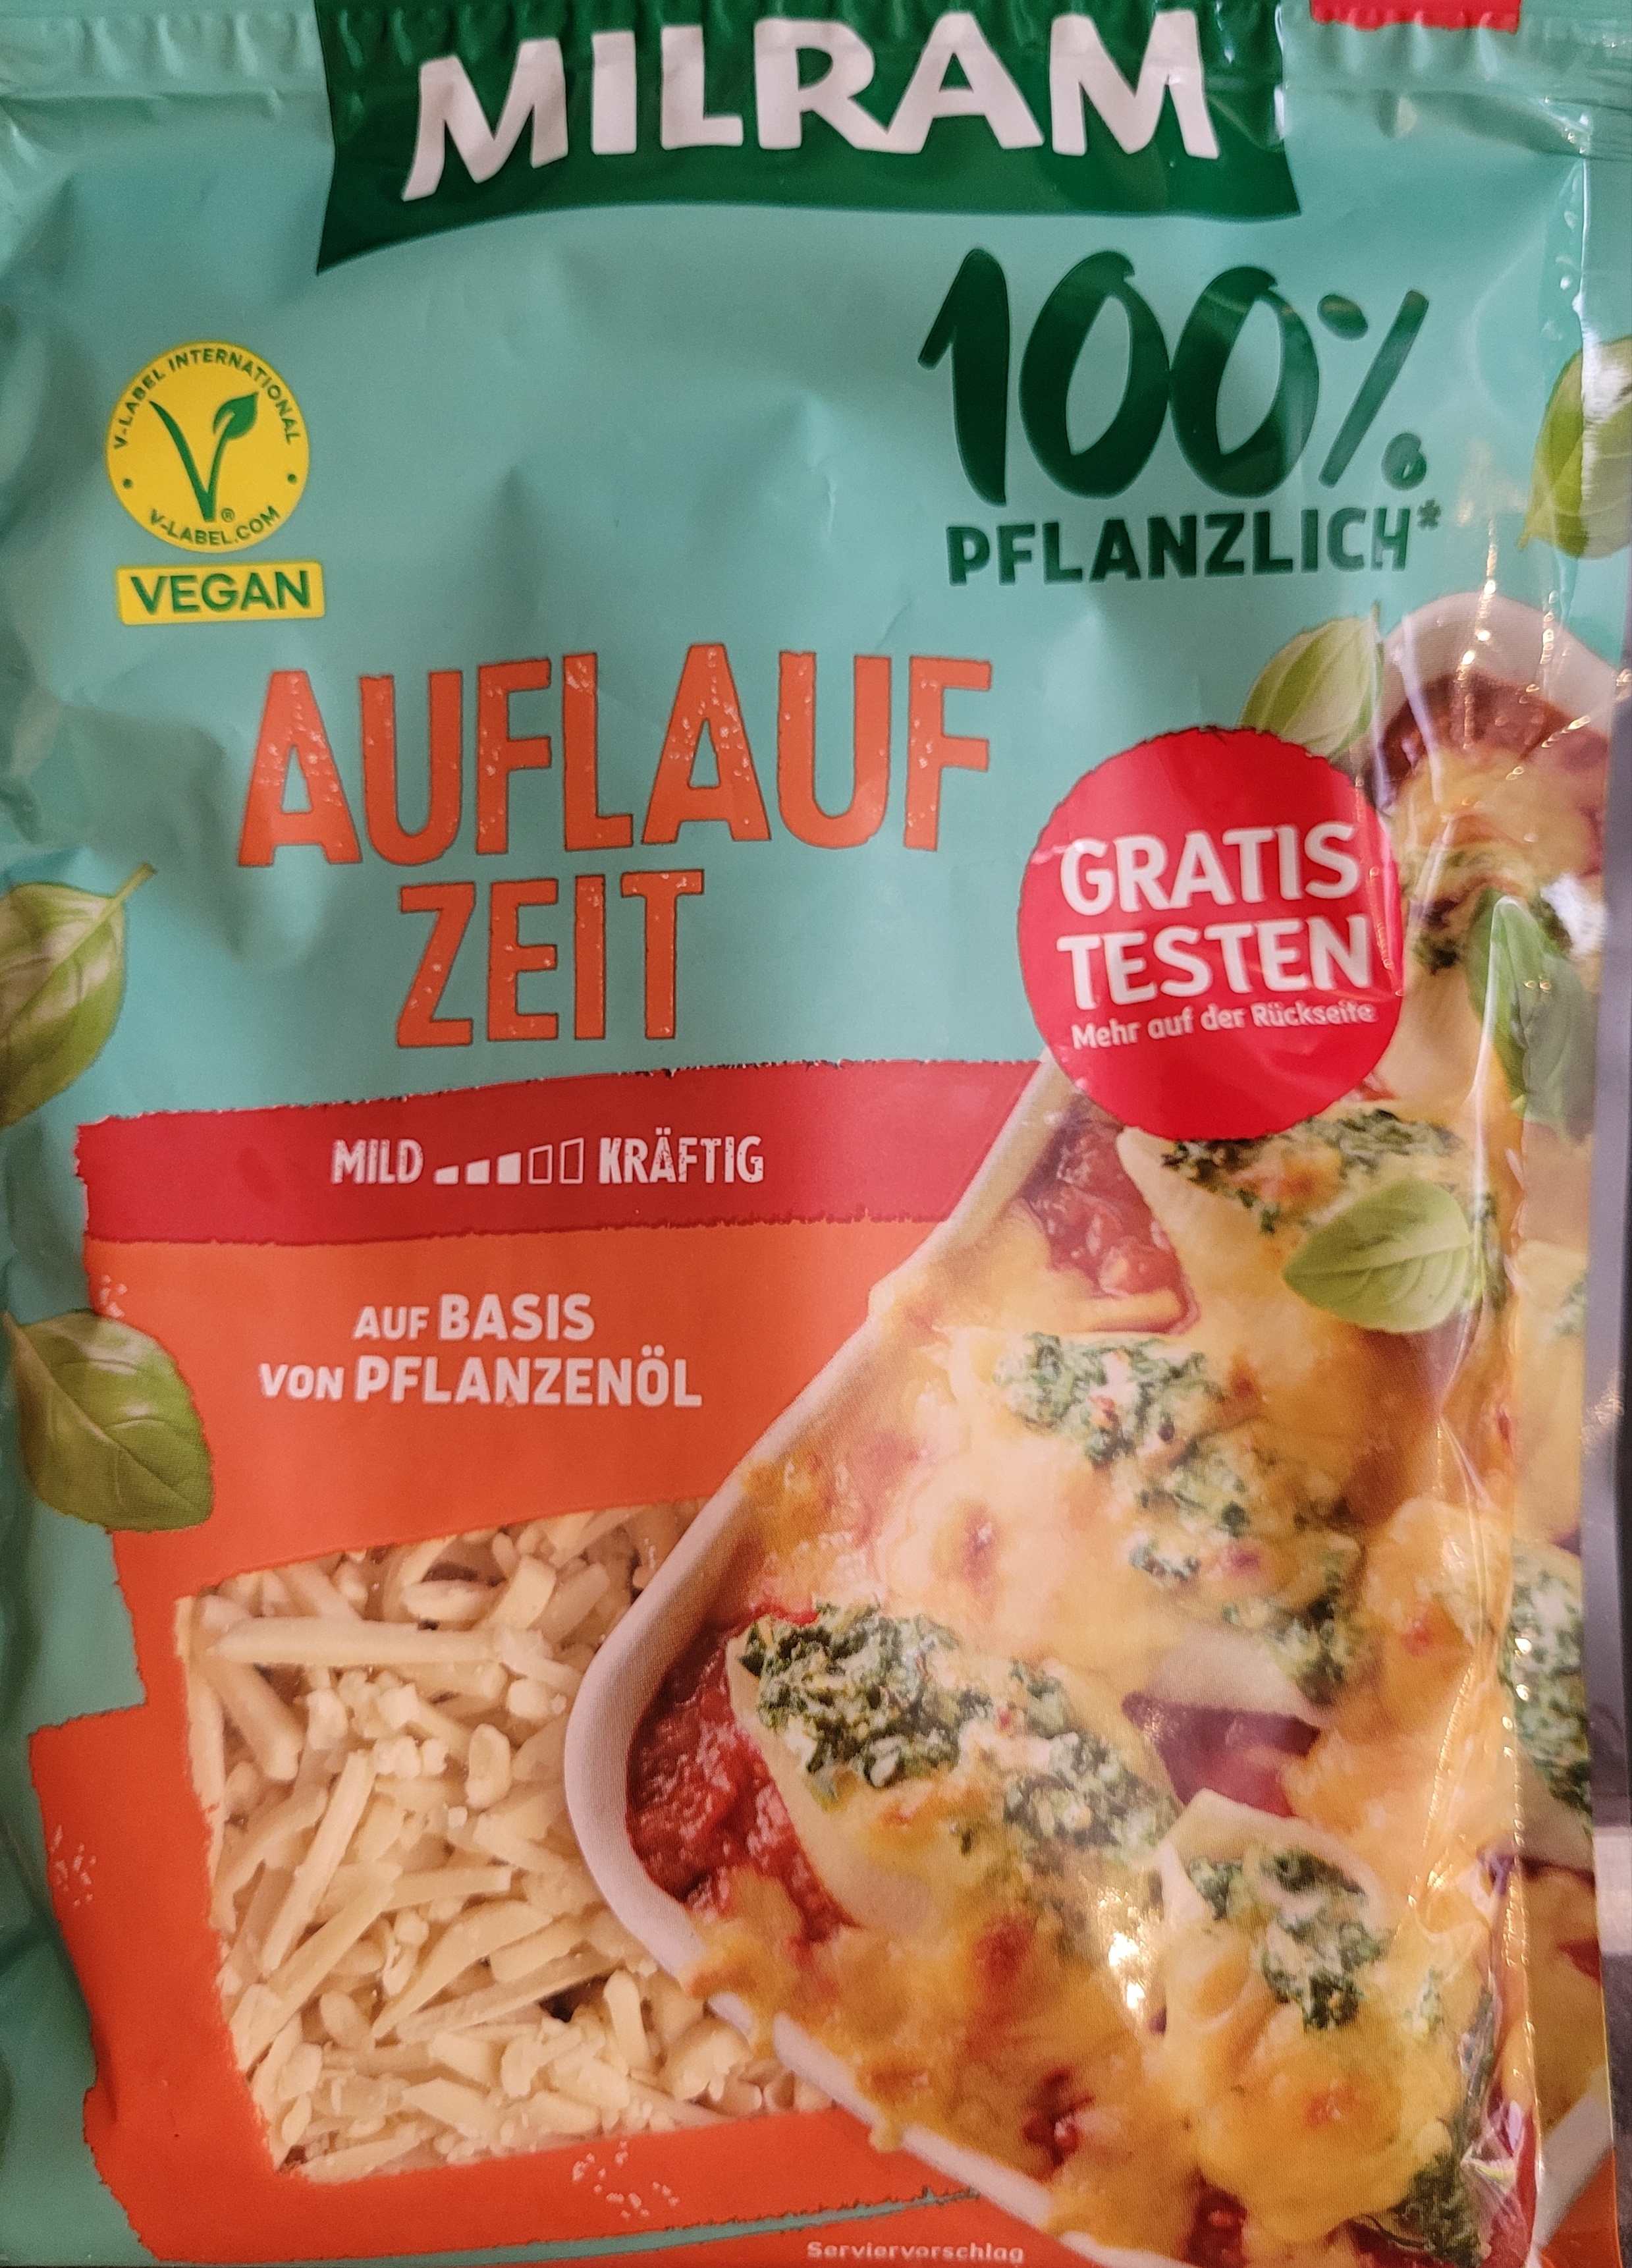 MILRAM
100%
PFLANZLICH*
V-LABEL INTERNATIONAL
V-LABEL.COM
®
VEGAN
AUFLAUF
ZEIT
GRATIS
TESTEN
Mehr auf der Rückseite
MILD KRÄFTIG
AUF BASIS
VON PFLANZENÖL
Serviervorschlag